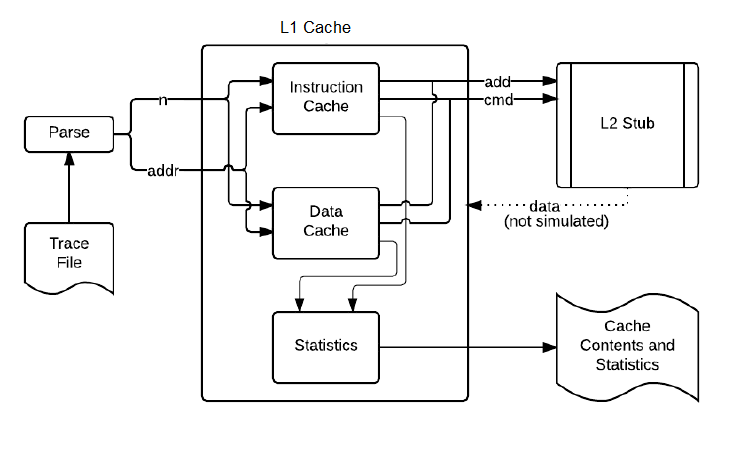 L1 Cache
Instruction
Cache
add
cmd
L2 Stub
n
Parse
addr
Data
Cache
data
(not simulated)
Trace
File
Statistics
Cache
Contents and
Statistics